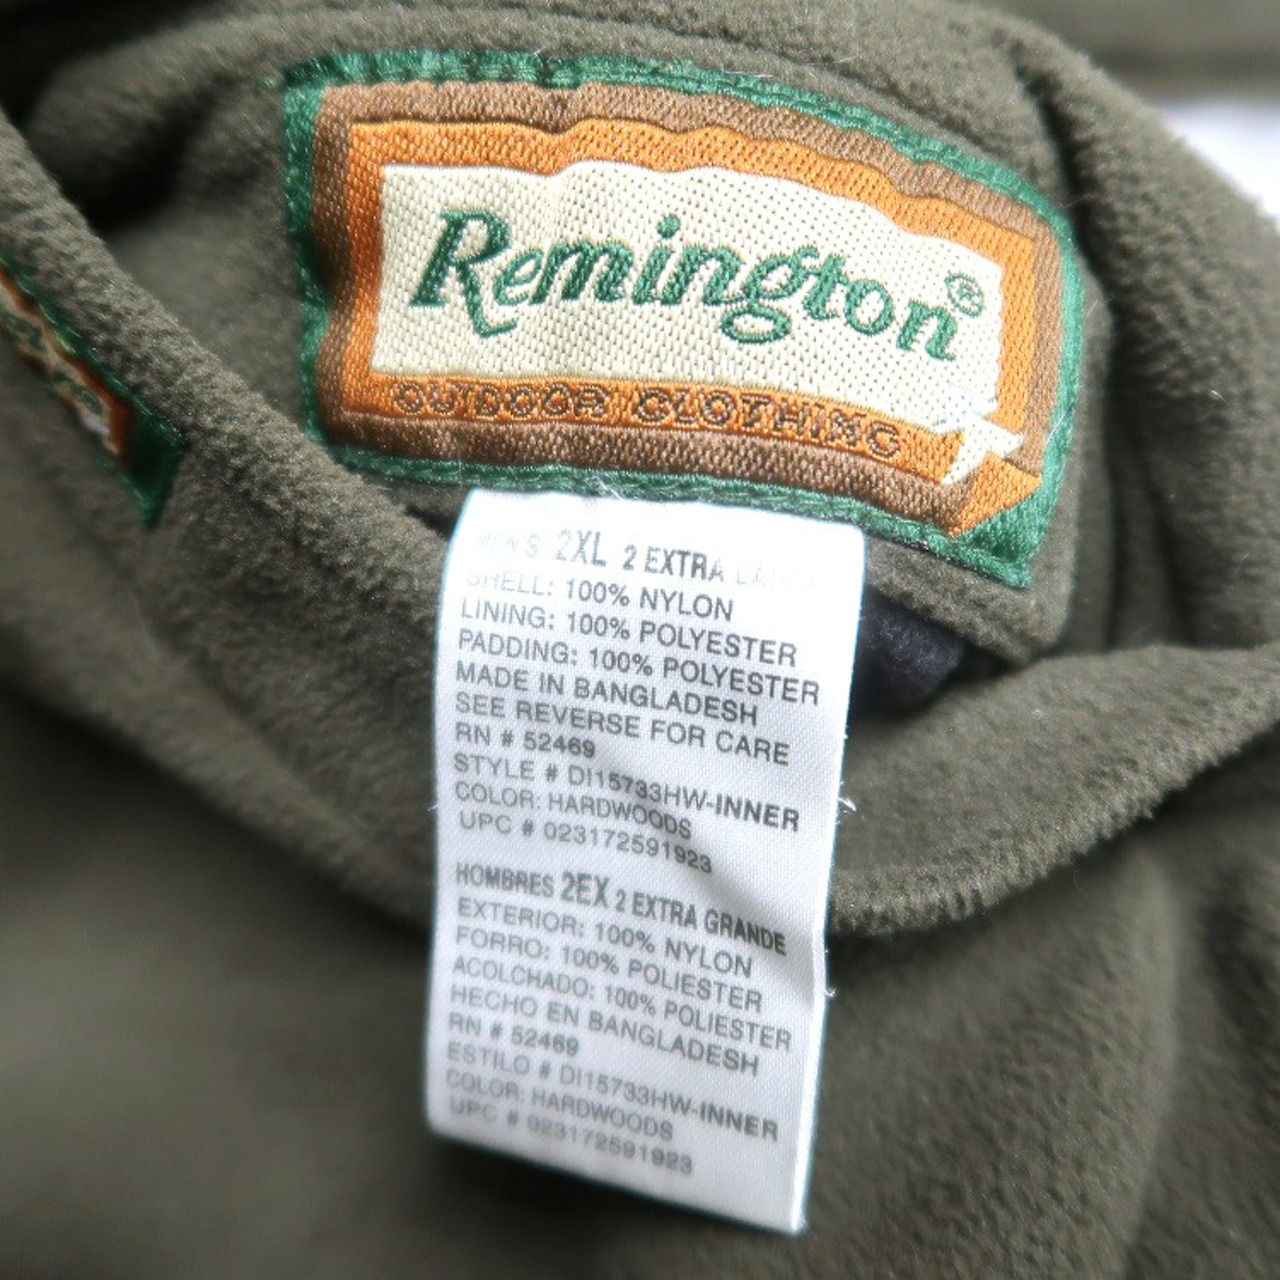 Remington®
OUTDOOR CLOTHING
MEN'S 2XL 2 EXTRA LARGE
SHELL: 100% NYLON
LINING: 100% POLYESTER
PADDING: 100% POLYESTER
MADE IN BANGLADESH
SEE REVERSE FOR CARE
RN # 52469
STYLE # DI15733HW-INNER
COLOR: HARDWOODS
UPC # 023172591923
HOMBRES 2EX 2 EXTRA GRANDE
EXTERIOR: 100% NYLON
FORRO: 100% POLIESTER
ACOLCHADO: 100% POLIESTER
HECHO EN BANGLADESH
RN # 52469
ESTILO # DI15733HW-INNER
COLOR: HARDWOODS
UPC # 023172591923